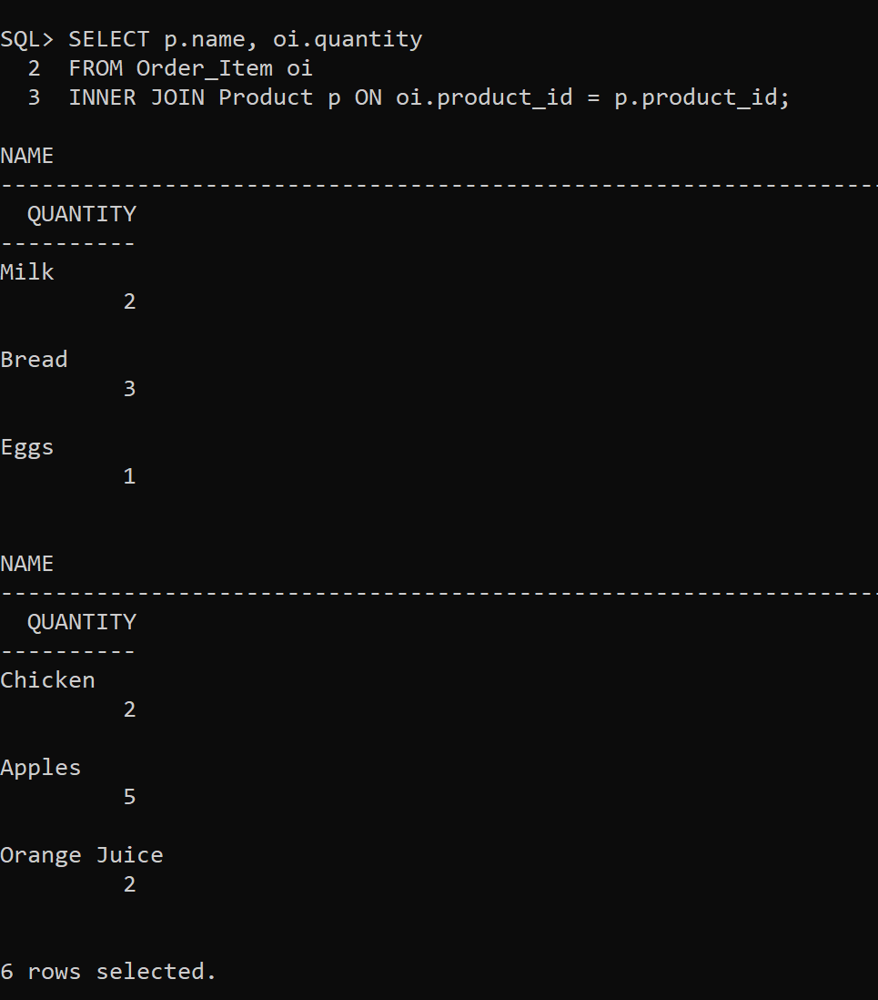 SQL> SELECT p.name, oi.quantity
  2  FROM Order_Item oi
  3  INNER JOIN Product p ON oi.product_id = p.product_id;

NAME
-----------------------------------------------------------------
  QUANTITY
----------
Milk
         2

Bread
         3

Eggs
         1


NAME
-----------------------------------------------------------------
  QUANTITY
----------
Chicken
         2

Apples
         5

Orange Juice
         2


6 rows selected.